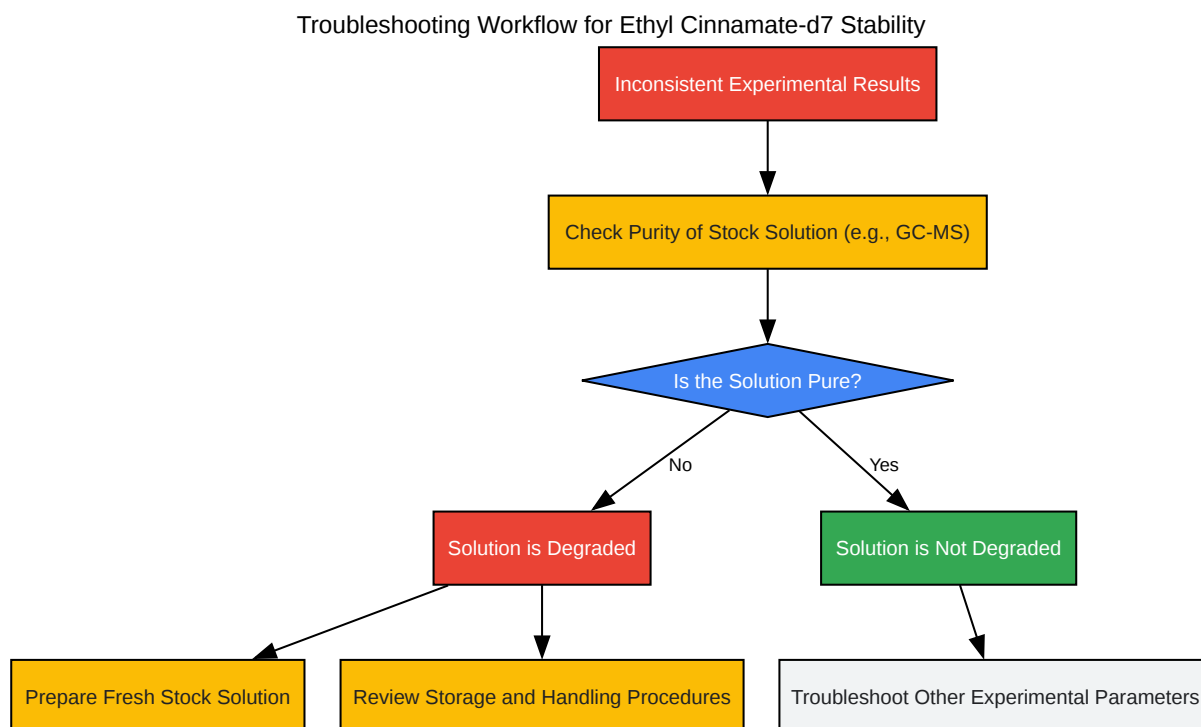 Troubleshooting Workflow for Ethyl Cinnamate-d7 Stability
Inconsistent Experimental Results
Check Purity of Stock Solution (e.g., GC-MS)
Is the Solution Pure?
No
Yes
Solution is Degraded
Solution is Not Degraded
Prepare Fresh Stock Solution
Review Storage and Handling Procedures
Troubleshoot Other Experimental Parameters